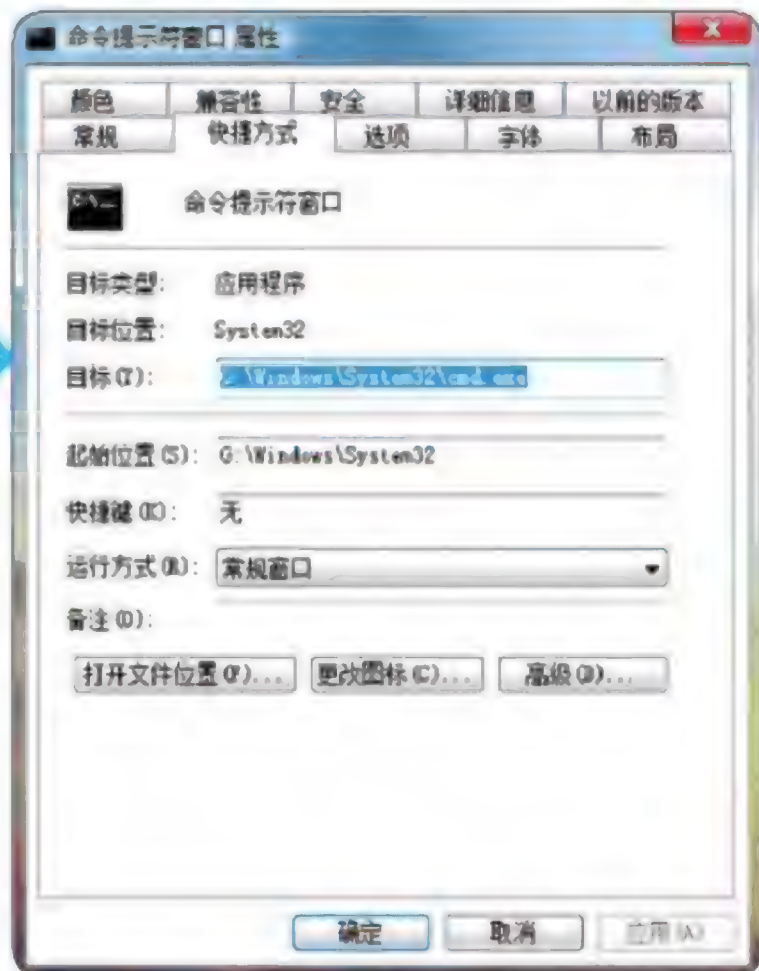 命令提示符窗口 属性
颜色 兼容性 安全 详细信息 以前的版本
常规 快捷方式 选项 字体 布局
命令提示符窗口
目标类型: 应用程序
目标位置: System32
目标(T): \Windows\System32\cmd.exe
起始位置(S): G:\Windows\System32
快捷键(K): 无
运行方式(R): 常规窗口
备注(O):
打开文件位置(F)... 更改图标(C)... 高级(D)...
确定 取消 应用(A)